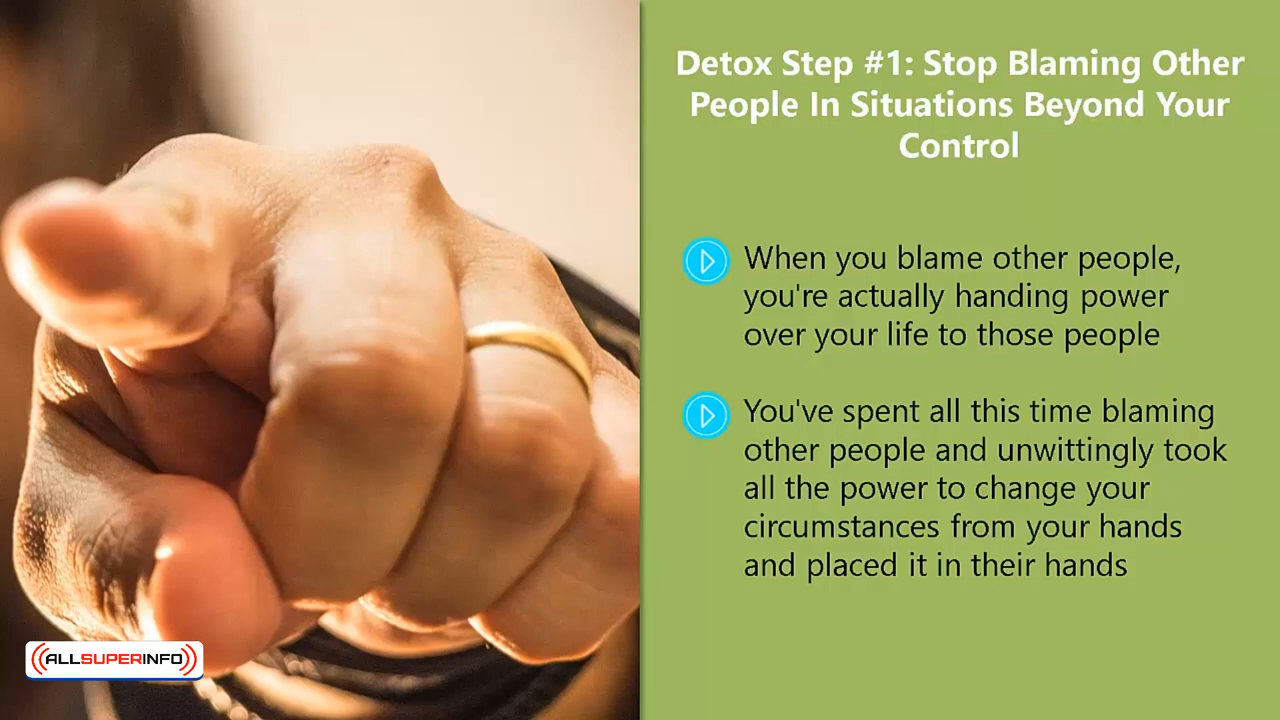 Detox Step #1: Stop Blaming Other
People In Situations Beyond Your
Control
When you blame other people,
you're actually handing power
over your life to those people
You've spent all this time blaming
other people and unwittingly took
all the power to change your
circumstances from your hands
and placed it in their hands
ALLSUPERINFO